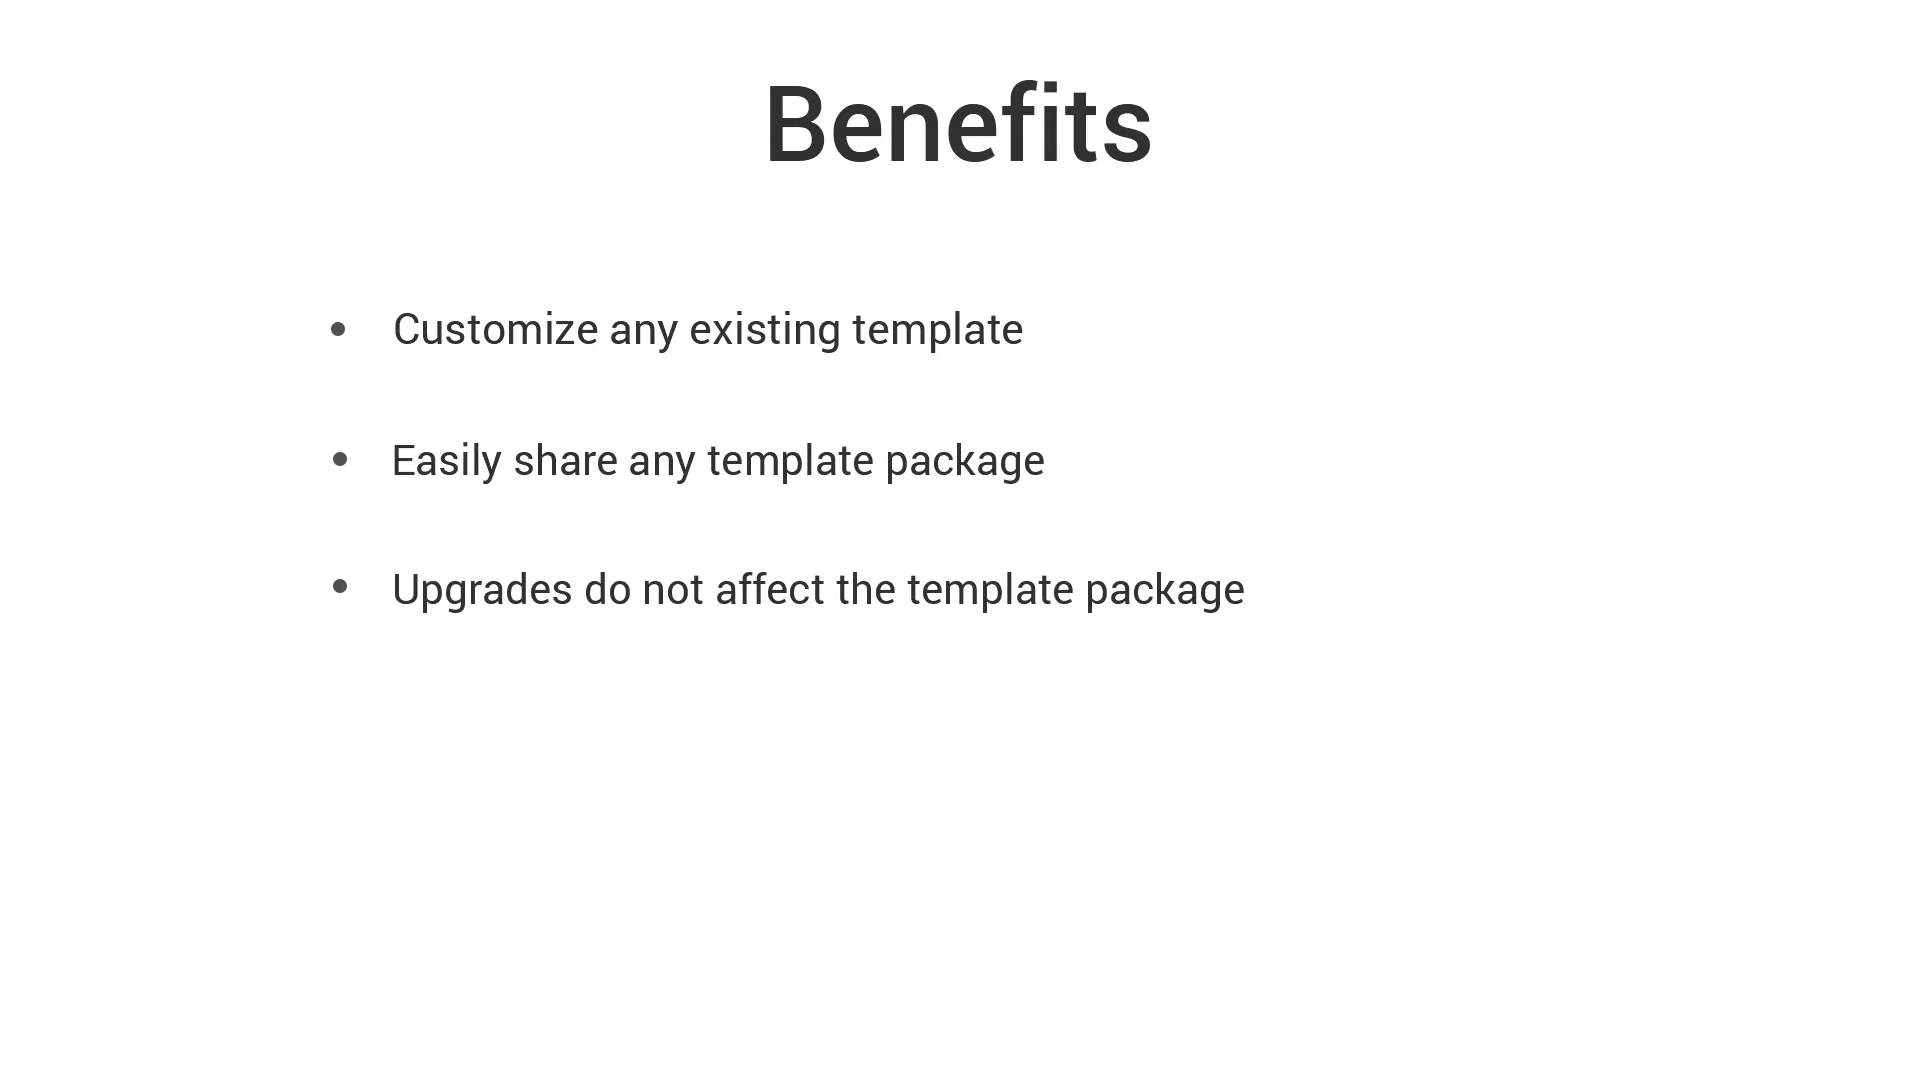 Benefits
• Customize any existing template
• Easily share any template package
• Upgrades do not affect the template package